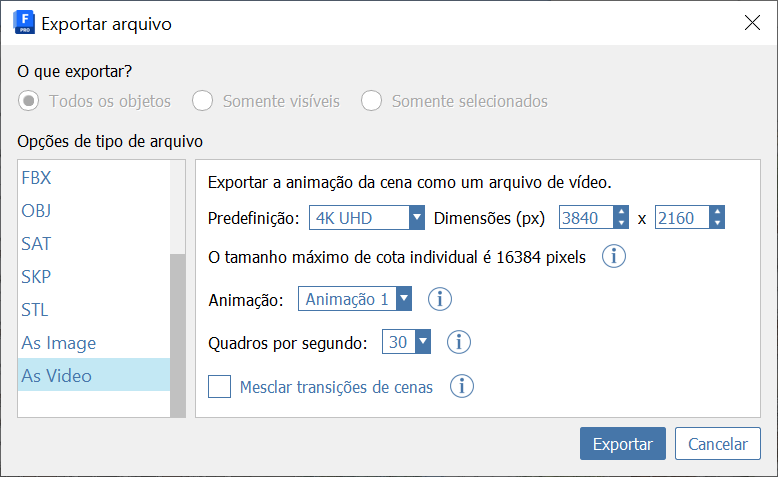 F
PRO
Exportar arquivo
O que exportar?
Todos os objetos Somente visíveis Somente selecionados
Opções de tipo de arquivo
FBX
OBJ
SAT
SKP
STL
As Image
As Video
Exportar a animação da cena como um arquivo de vídeo.
Predefinição: 4K UHD Dimensões (px) 3840 x 2160
O tamanho máximo de cota individual é 16384 pixels i
Animação: Animação 1 i
Quadros por segundo: 30 i
Mesclar transições de cenas i
Exportar Cancelar